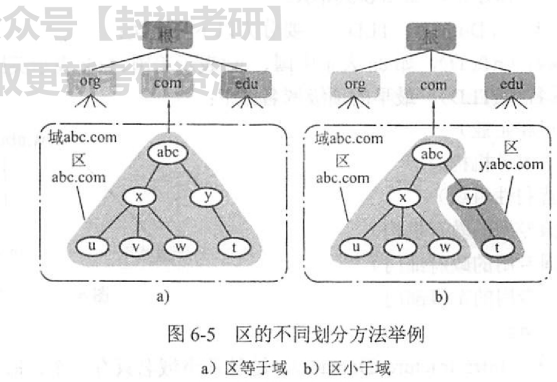 众号【封神考研】
取更新考研资源
根
根
org
com
edu
org
com
edu
域abc.com
区
abc.com
abc
x
y
u
v
w
t
域abc.com
区
abc.com
区
y.abc.com
abc
x
y
u
v
w
t
a)
b)
图 6-5 区的不同划分方法举例
a) 区等于域 b) 区小于域